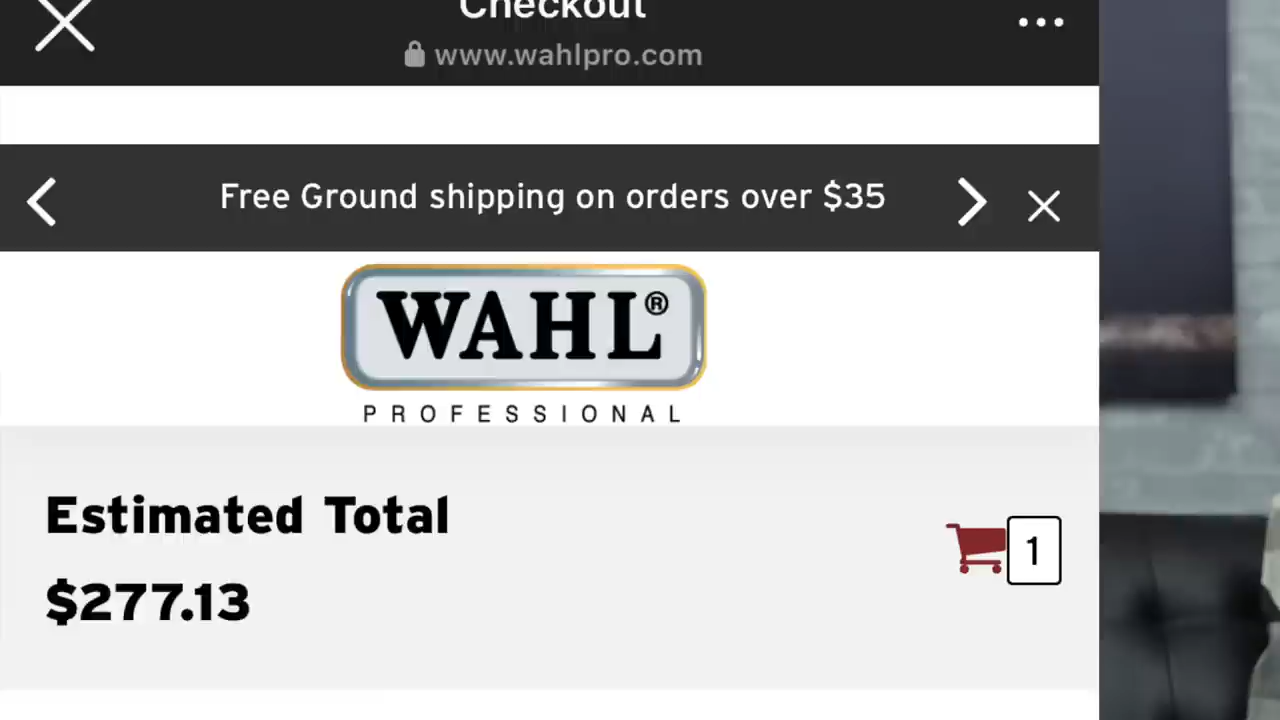 Checkout
www.wahlpro.com
Free Ground shipping on orders over $35
WAHL®
PROFESSIONAL
Estimated Total
1
$277.13